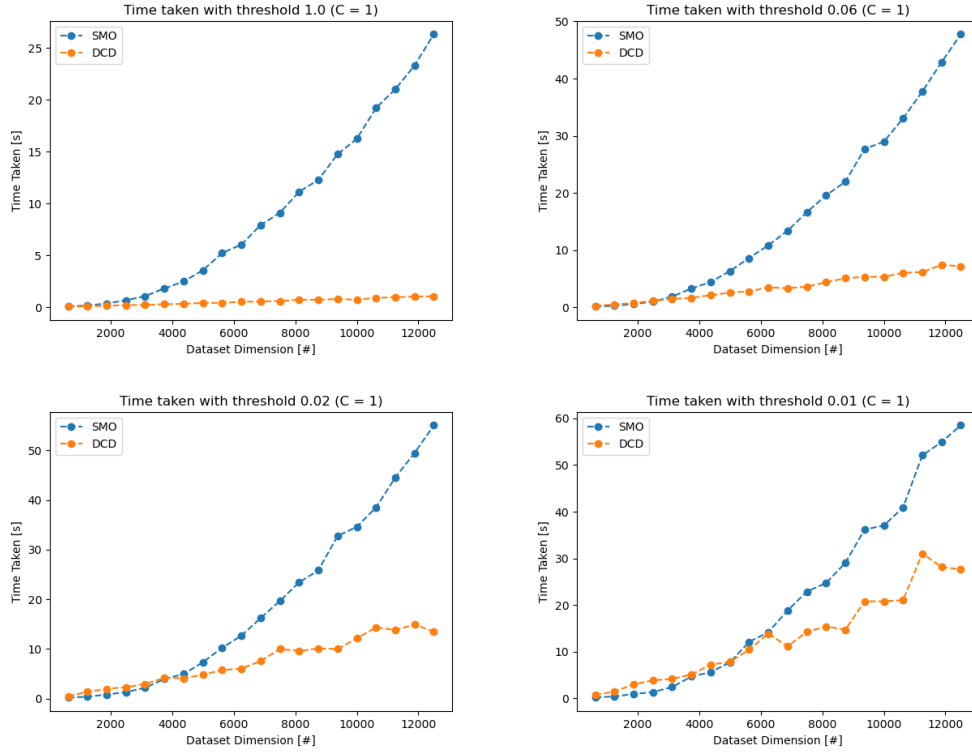 Time taken with threshold 1.0 (C = 1)
SMO
DCD
25
20
15
10
5
0
Time Taken [s]
2000 4000 6000 8000 10000 12000
Dataset Dimension [#]
Time taken with threshold 0.06 (C = 1)
SMO
DCD
50
40
30
20
10
0
Time Taken [s]
2000 4000 6000 8000 10000 12000
Dataset Dimension [#]
Time taken with threshold 0.02 (C = 1)
SMO
DCD
50
40
30
20
10
0
Time Taken [s]
2000 4000 6000 8000 10000 12000
Dataset Dimension [#]
Time taken with threshold 0.01 (C = 1)
SMO
DCD
60
50
40
30
20
10
0
Time Taken [s]
2000 4000 6000 8000 10000 12000
Dataset Dimension [#]